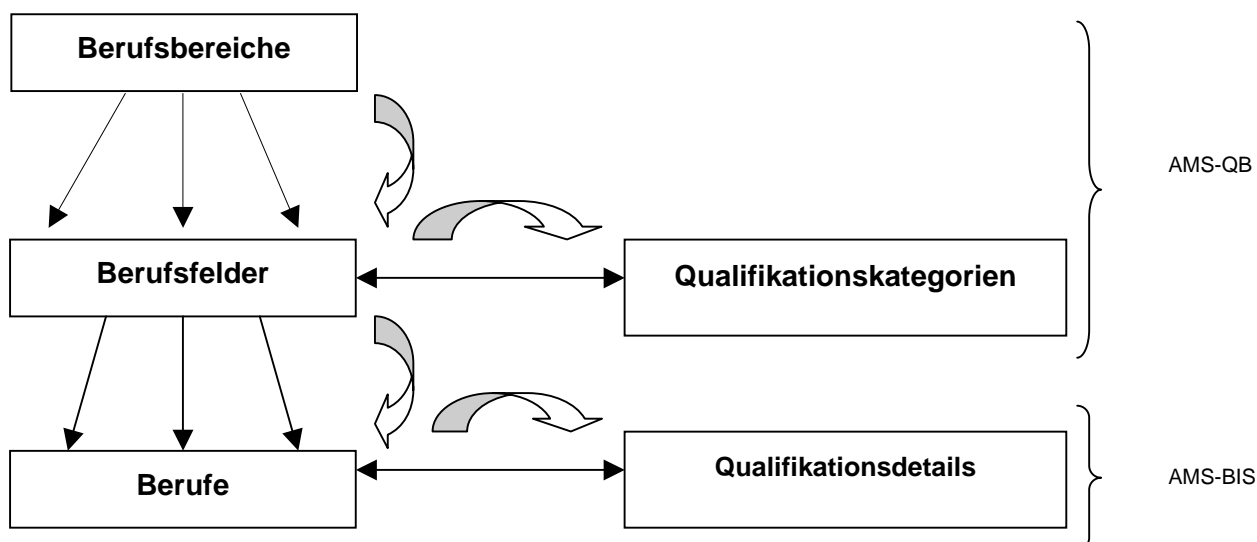 Berufsbereiche
AMS-QB
Berufsfelder
Qualifikationskategorien
Berufe
Qualifikationsdetails
AMS-BIS